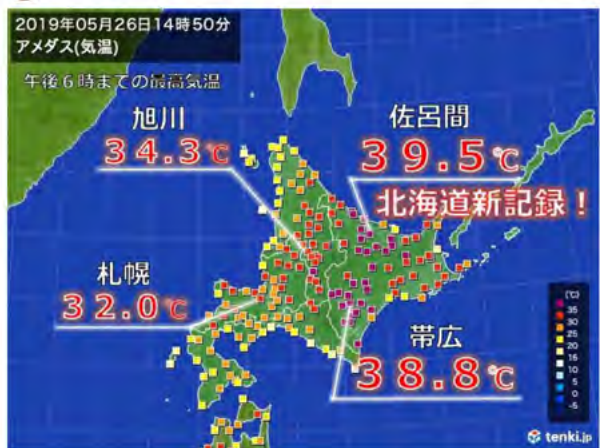 2019年05月26日14時50分
アメダス(気温)
午後6時までの最高気温
旭川
34.3℃
佐呂間
39.5℃
北海道新記録！
札幌
32.0℃
帯広
38.8℃
(℃)
35
30
25
20
15
10
5
0
-5
tenki.jp